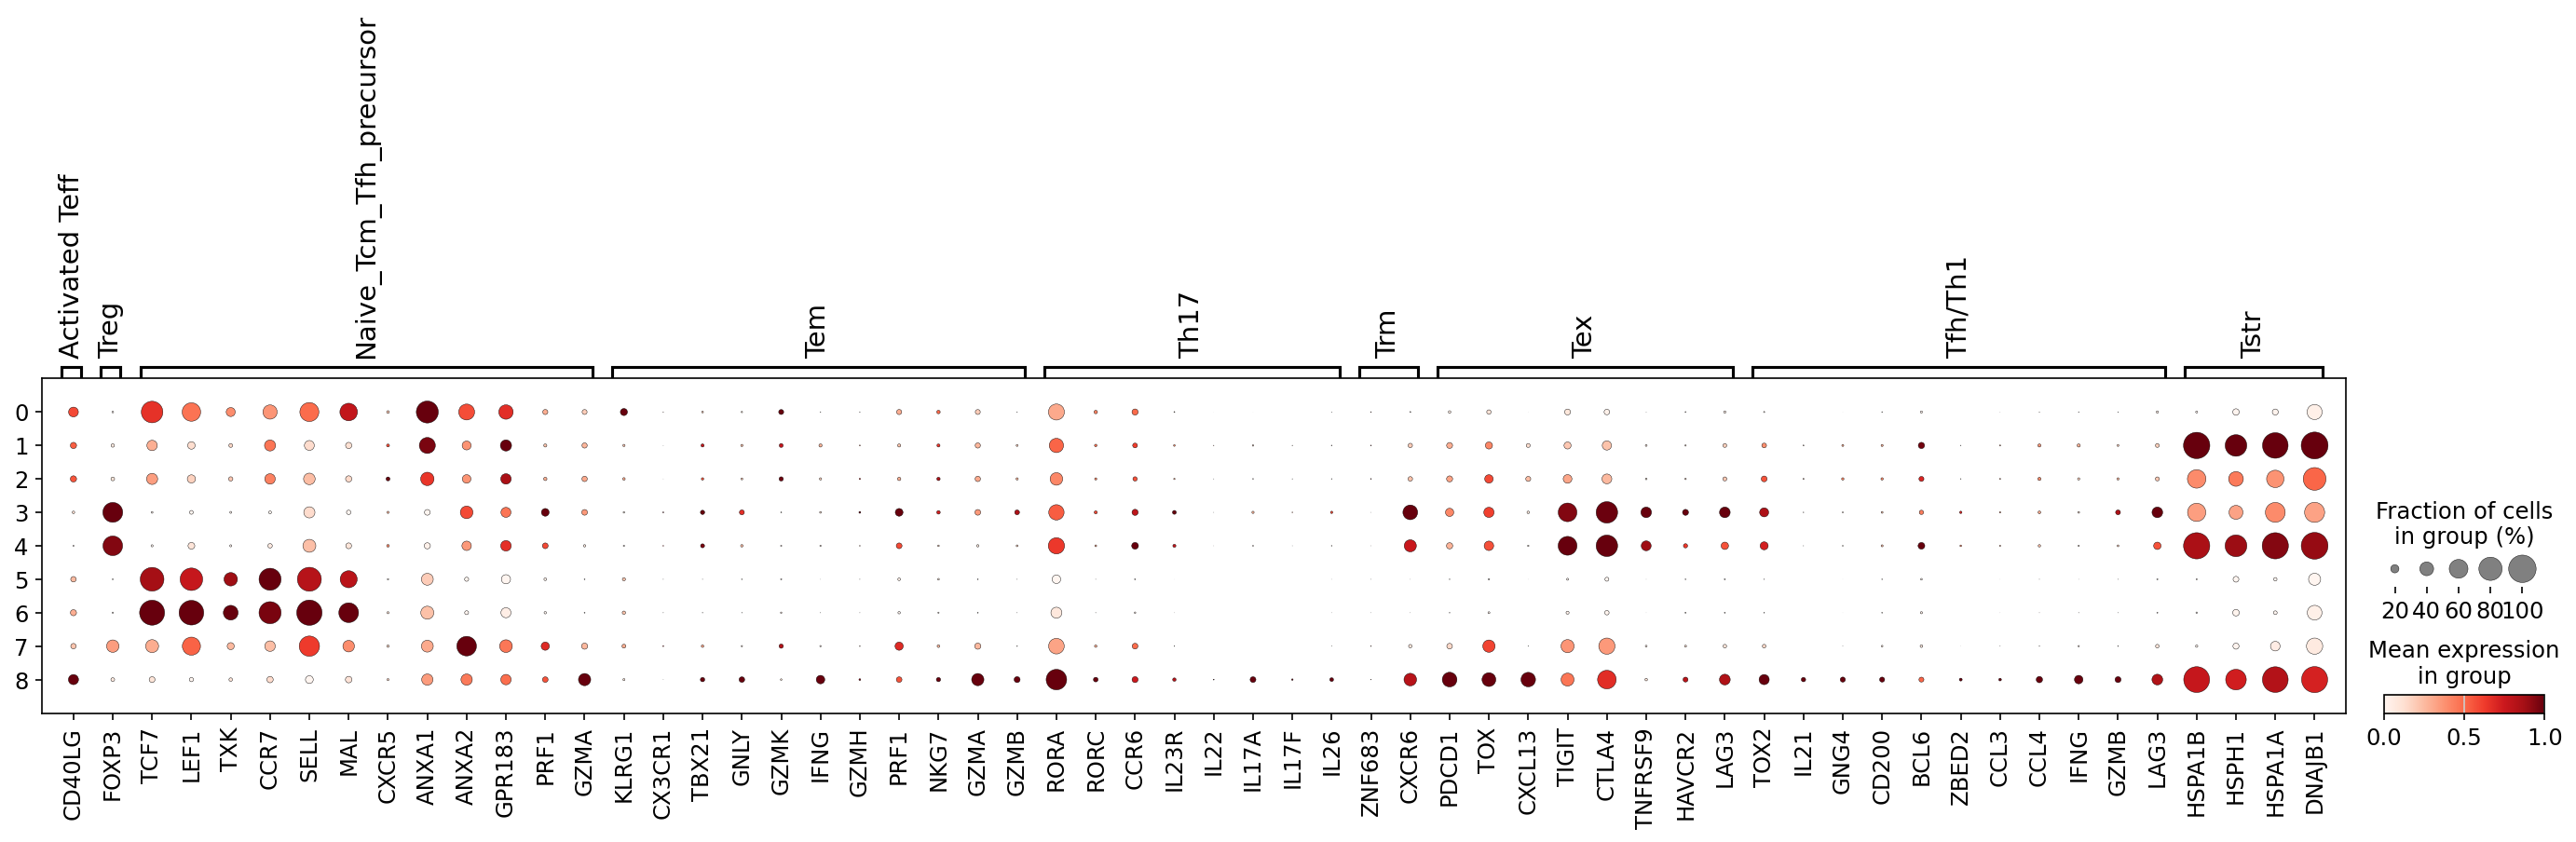 Activated Teff
Treg
Naive_Tcm_Tfh_precursor
Tem
Th17
Trm
Tex
Tfh/Th1
Tstr
0
1
2
3
4
5
6
7
8
CD40LG
FOXP3
TCF7
LEF1
TXK
CCR7
SELL
MAL
CXCR5
ANXA1
ANXA2
GPR183
PRF1
GZMA
KLRG1
CX3CR1
TBX21
GNLY
GZMK
IFNG
GZMH
PRF1
NKG7
GZMA
GZMB
RORA
RORC
CCR6
IL23R
IL22
IL17A
IL17F
IL26
ZNF683
CXCR6
PDCD1
TOX
CXCL13
TIGIT
CTLA4
TNFRSF9
HAVCR2
LAG3
TOX2
IL21
GNG4
CD200
BCL6
ZBED2
CCL3
CCL4
IFNG
GZMB
LAG3
HSPA1B
HSPH1
HSPA1A
DNAJB1
Fraction of cells
in group (%)
20 40 60 80 100
Mean expression
in group
0.0 0.5 1.0